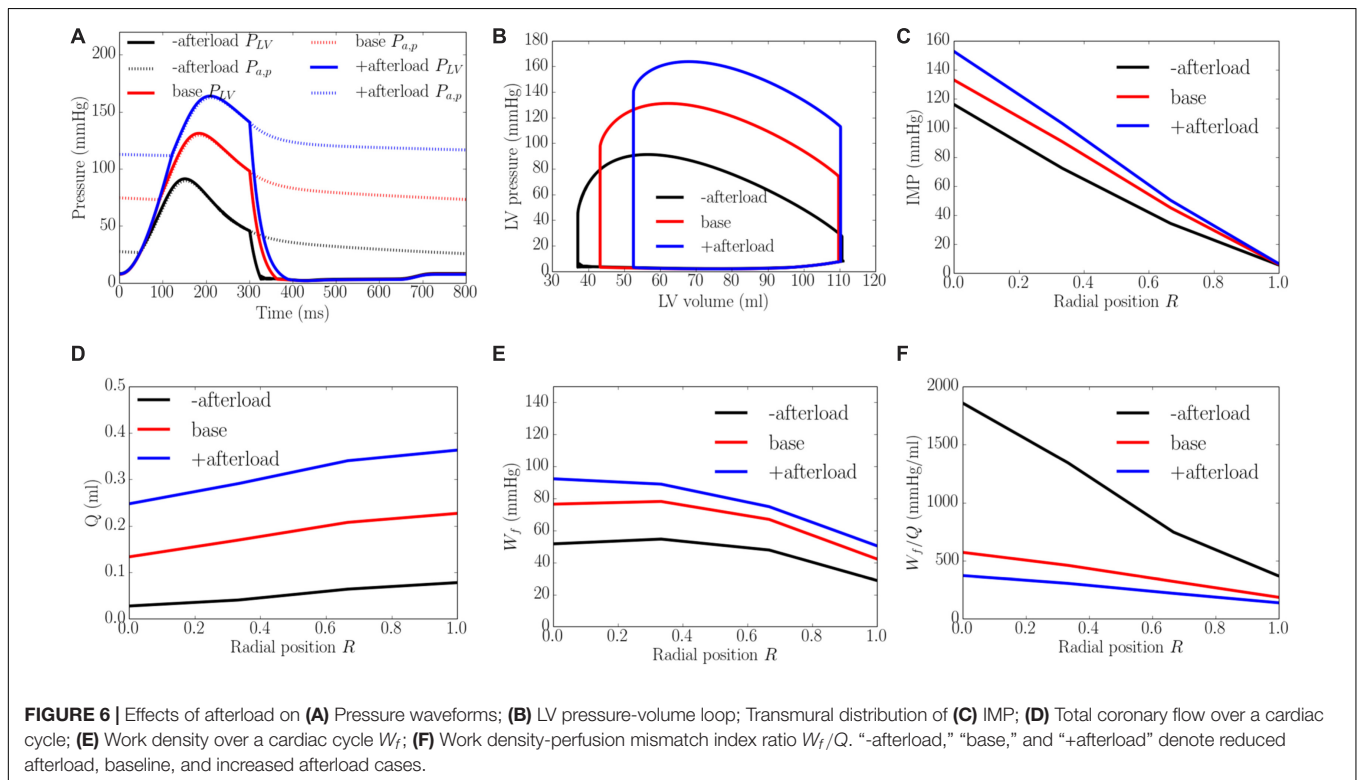 A
-afterload P_LV
-afterload P_a,p
base P_LV
base P_a,p
+afterload P_LV
+afterload P_a,p
Pressure (mmHg)
200
150
100
50
0
0 100 200 300 400 500 600 700 800
Time (ms)
B
LV pressure (mmHg)
180
160
140
120
100
80
60
40
20
0
-afterload
base
+afterload
30 40 50 60 70 80 90 100 110 120
LV volume (ml)
C
IMP (mmHg)
160
140
120
100
80
60
40
20
0
-afterload
base
+afterload
0.0 0.2 0.4 0.6 0.8 1.0
Radial position R
D
Q (ml)
0.5
0.4
0.3
0.2
0.1
0.0
-afterload
base
+afterload
0.0 0.2 0.4 0.6 0.8 1.0
Radial position R
E
W_f (mmHg)
140
120
100
80
60
40
20
0
-afterload
base
+afterload
0.0 0.2 0.4 0.6 0.8 1.0
Radial position R
F
W_f/Q (mmHg/ml)
2000
1500
1000
500
0
-afterload
base
+afterload
0.0 0.2 0.4 0.6 0.8 1.0
Radial position R
FIGURE 6 | Effects of afterload on (A) Pressure waveforms; (B) LV pressure-volume loop; Transmural distribution of (C) IMP; (D) Total coronary flow over a cardiac
cycle; (E) Work density over a cardiac cycle W_f; (F) Work density-perfusion mismatch index ratio W_f/Q. “-afterload,” “base,” and “+afterload” denote reduced
afterload, baseline, and increased afterload cases.